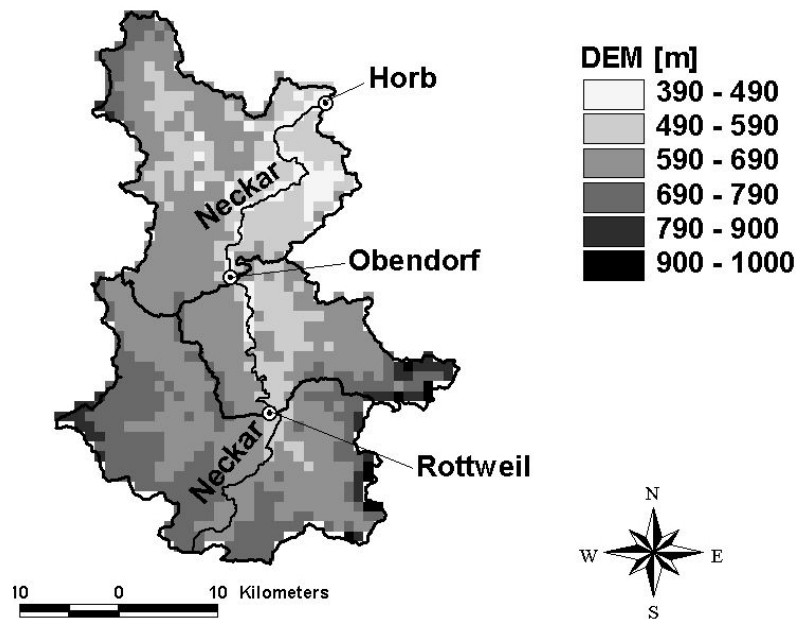 Horb
DEM [m]
390 - 490
490 - 590
590 - 690
690 - 790
790 - 900
900 - 1000
Neckar
Obendorf
Neckar
Rottweil
N
W
E
S
10 0 10 Kilometers